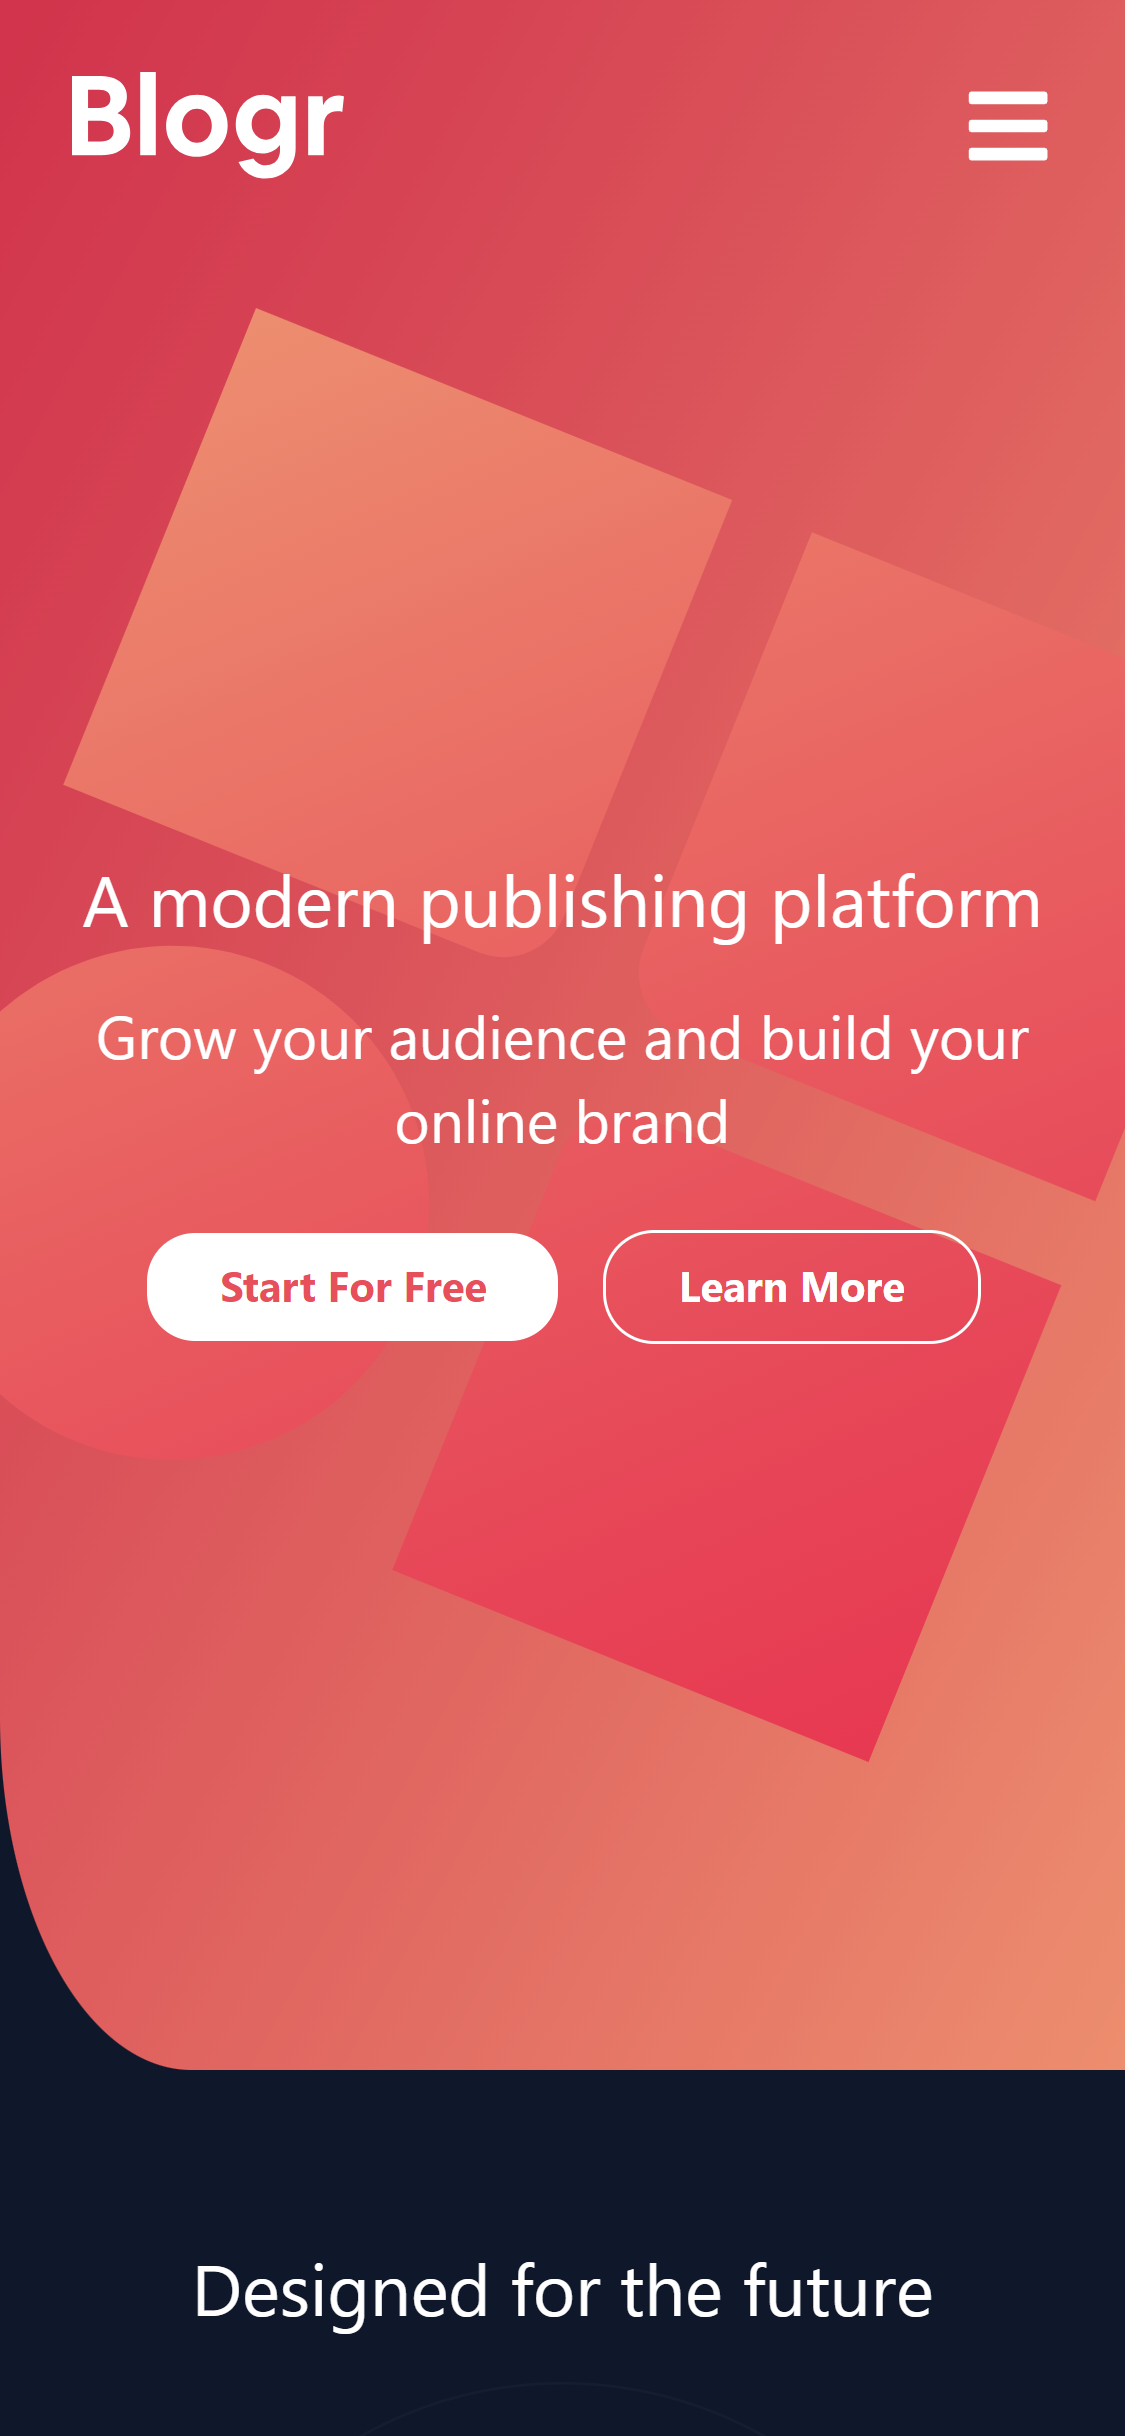 Blogr
A modern publishing platform
Grow your audience and build your
online brand
Start For Free
Learn More
Designed for the future